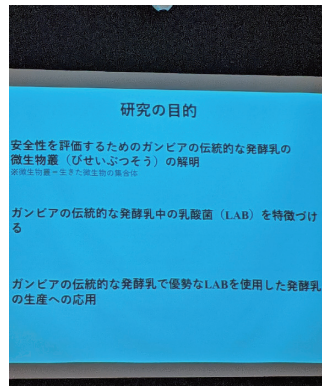 研究の目的
安全性を評価するためのガンビアの伝統的な発酵乳の
微生物叢（びせいぶつそう）の解明
※微生物叢＝生きた微生物の集合体
ガンビアの伝統的な発酵乳中の乳酸菌（LAB）を特徴づけ
る
ガンビアの伝統的な発酵乳で優勢なLABを使用した発酵乳
の生産への応用